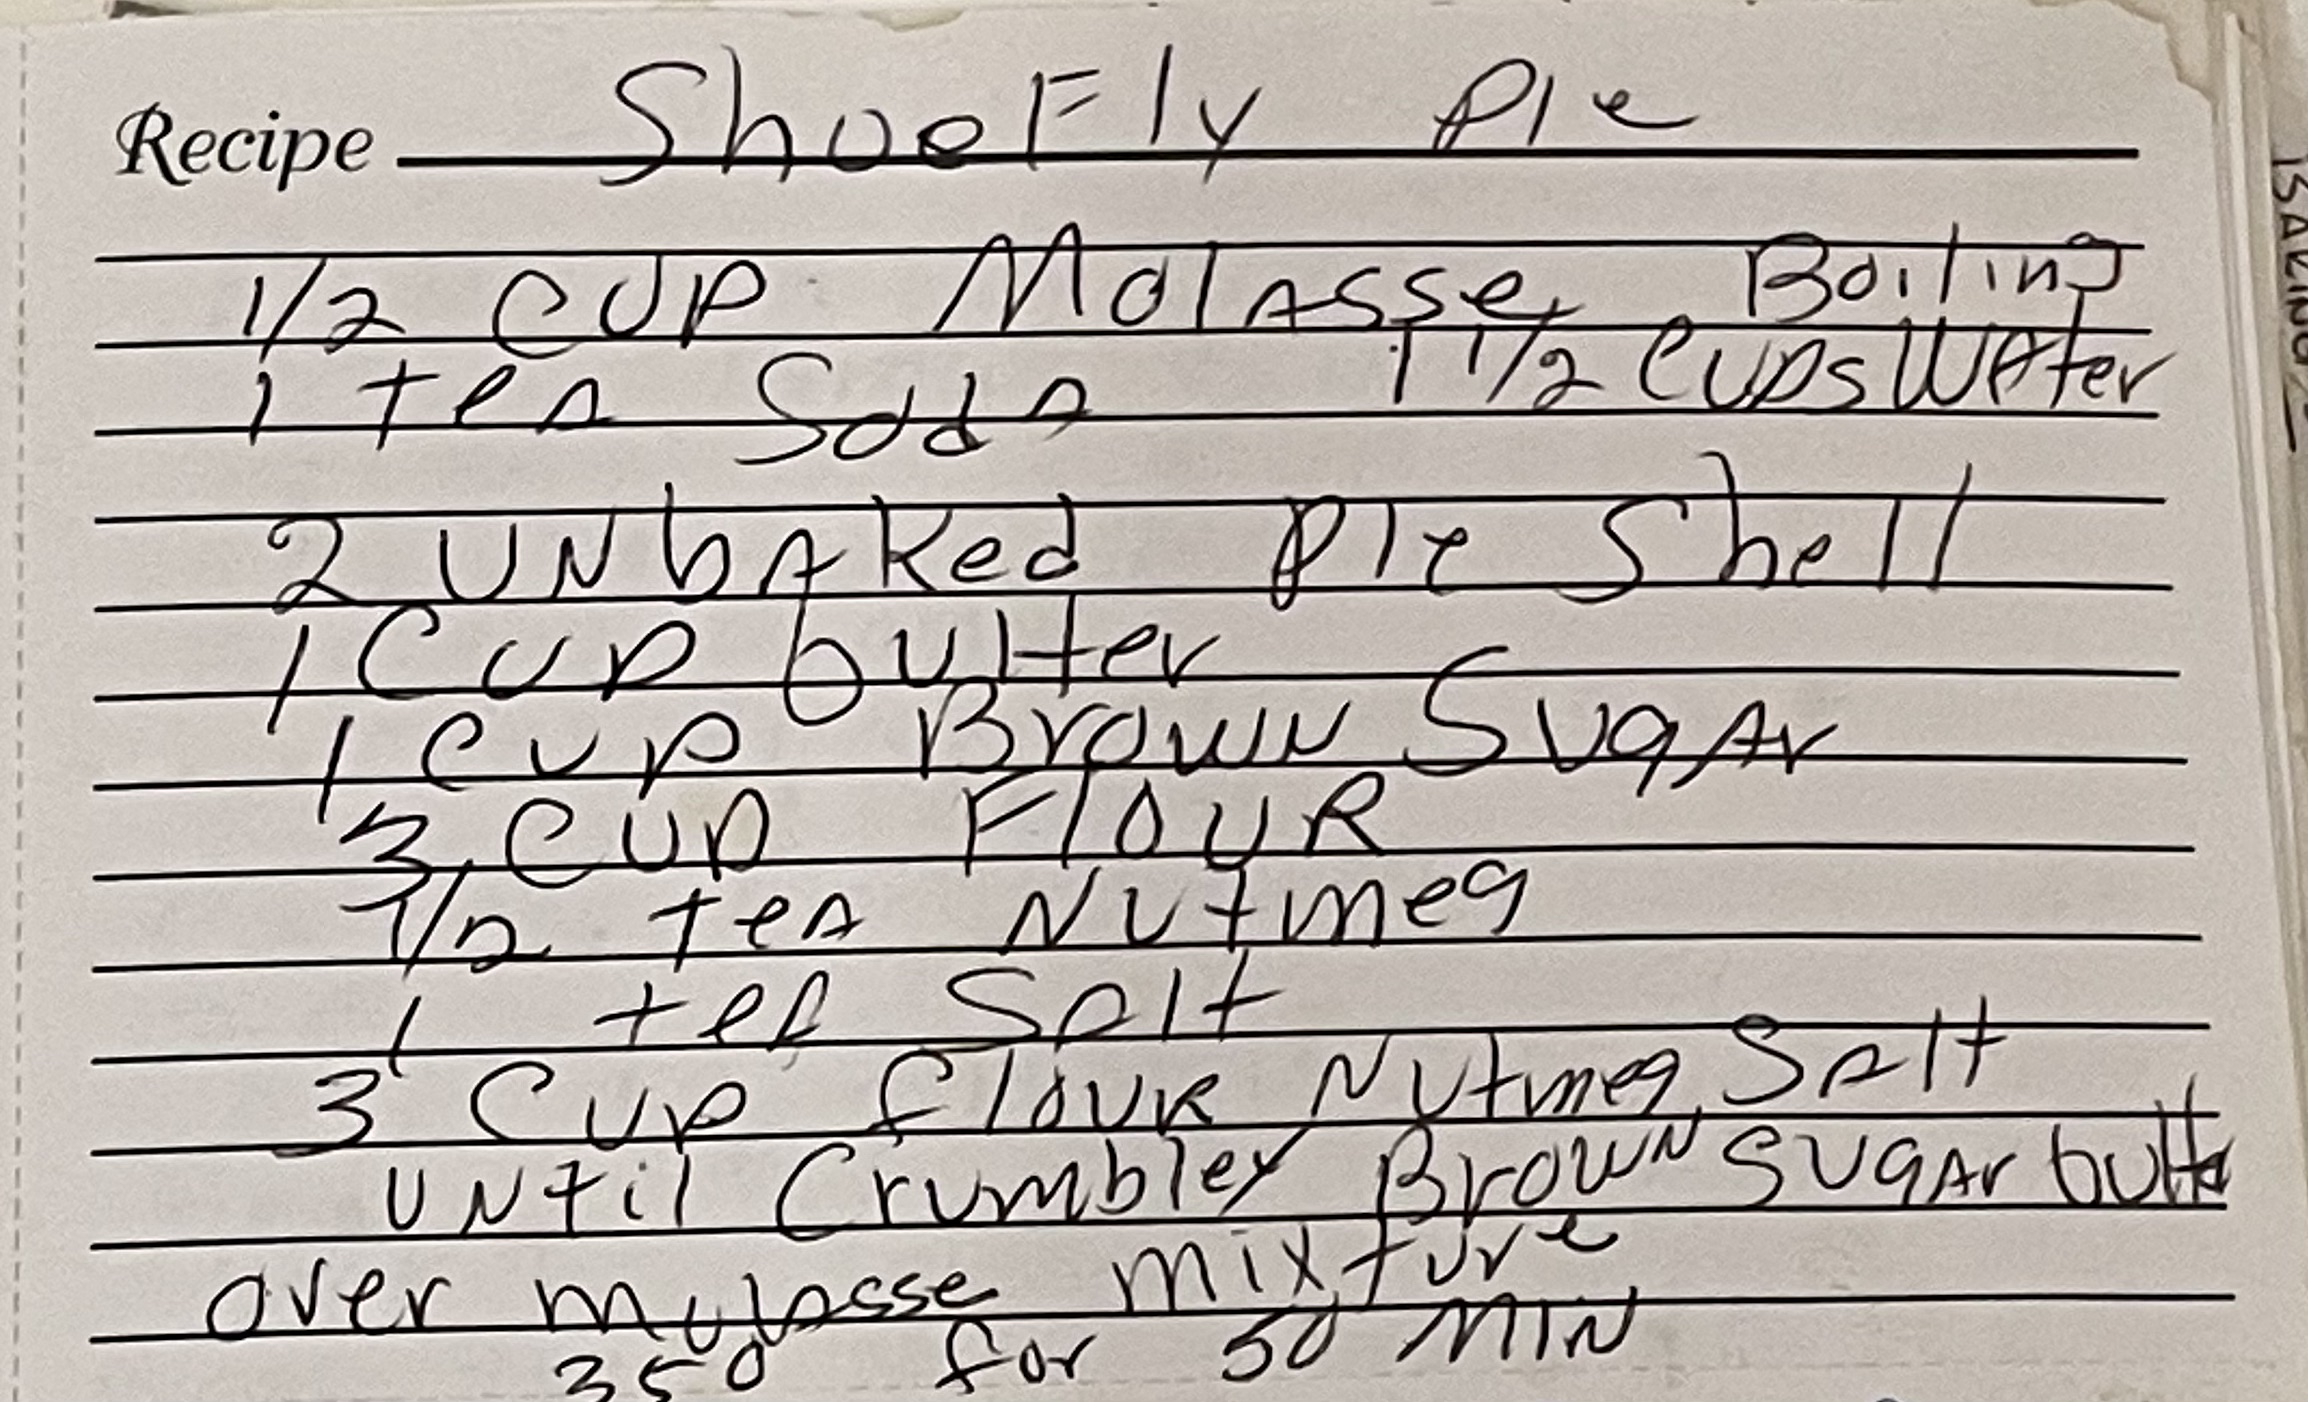 Recipe ShoeFly Pie
1/2 CUP Molasse Boiling
1 teA SodA 1 1/2 CUPS WAter
2 UNbAKed Pie Shell
1 CUP butter
1 CUP BrowN SUgAr
3 CUP FloUR
1/2 teA NUtmeg
1 teA SAlt
3 CUP floUR NUtmeg, SAlt
UNtil Crumbley BrowN SUGAr butter
over mulasse mixture
350 for 50 MIN
BAKING